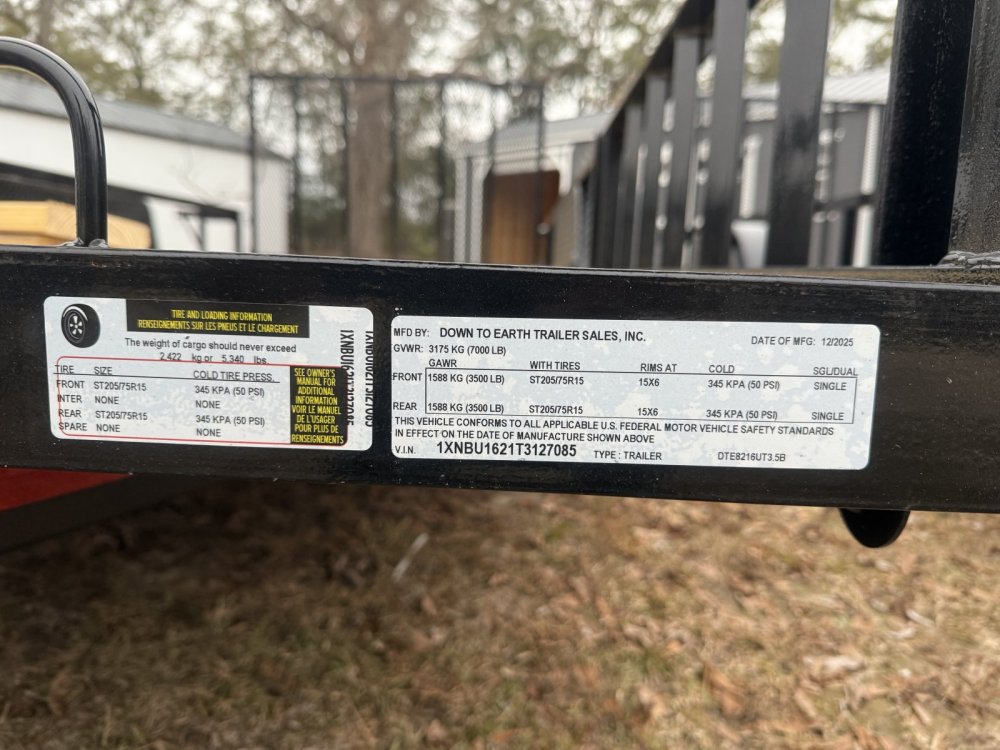 TIRE AND LOADING INFORMATION
RENSEIGNEMENTS SUR LES PNEUS ET LE CHARGEMENT
The weight of cargo should never exceed
2,422 kg or 5,340 lbs
TIRE SIZE COLD TIRE PRESS.
FRONT ST205/75R15 345 KPA (50 PSI)
INTER NONE NONE
REAR ST205/75R15 345 KPA (50 PSI)
SPARE NONE NONE
SEE OWNER'S
MANUAL FOR
ADDITIONAL
INFORMATION
VOIR LE MANUEL
DE L'USAGER
POUR PLUS DE
RENSEIGNEMENTS
1XNBU1621T3127085
MFD BY: DOWN TO EARTH TRAILER SALES, INC. DATE OF MFG: 12/2025
GVWR: 3175 KG (7000 LB)
GAWR WITH TIRES RIMS AT COLD SGL/DUAL
FRONT 1588 KG (3500 LB) ST205/75R15 15X6 345 KPA (50 PSI) SINGLE
REAR 1588 KG (3500 LB) ST205/75R15 15X6 345 KPA (50 PSI) SINGLE
THIS VEHICLE CONFORMS TO ALL APPLICABLE U.S. FEDERAL MOTOR VEHICLE SAFETY STANDARDS
IN EFFECT ON THE DATE OF MANUFACTURE SHOWN ABOVE
V.I.N. 1XNBU1621T3127085 TYPE : TRAILER DTE8216UT3.5B